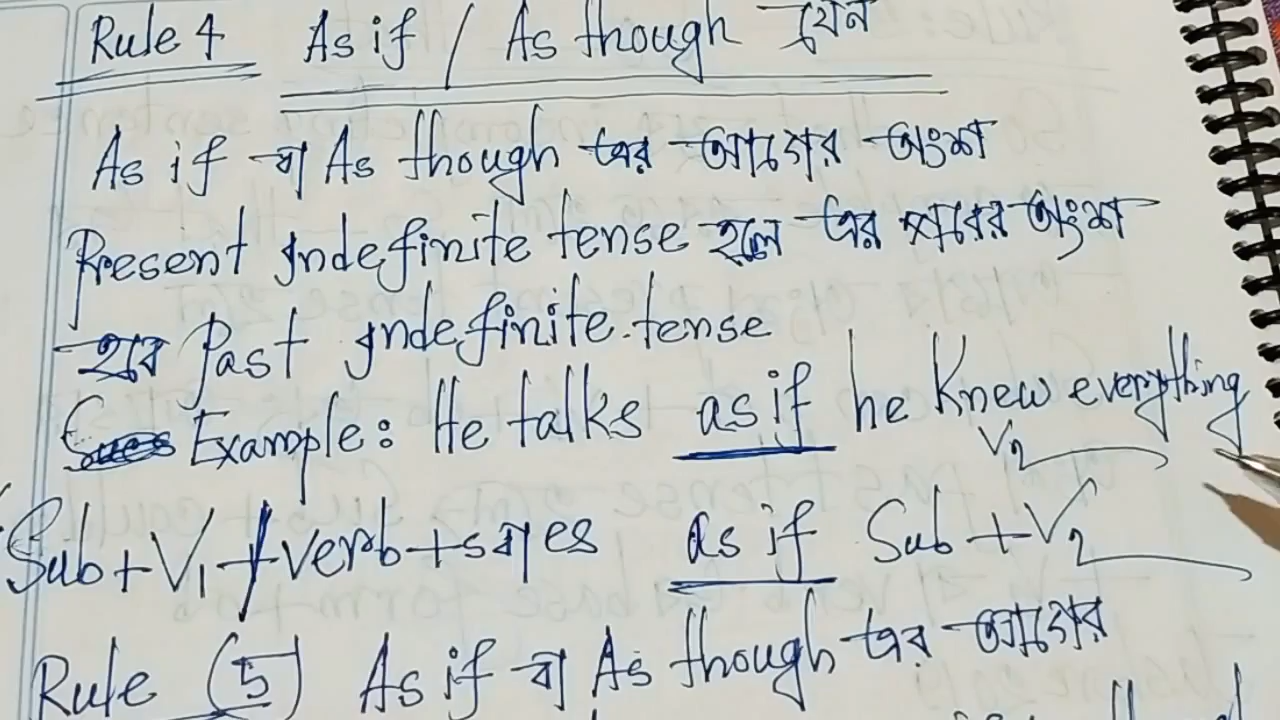 Rule 4 As if / As though যেন
As if বা As though এর আগের অংশ
Present Indefinite tense হলে এর পরের অংশ
হবে Past Indefinite tense
Example: He talks as if he knew everything
V2
Sub + V1 / verb + s বা es as if Sub + V2
Rule (5) As if বা As though এর আগের